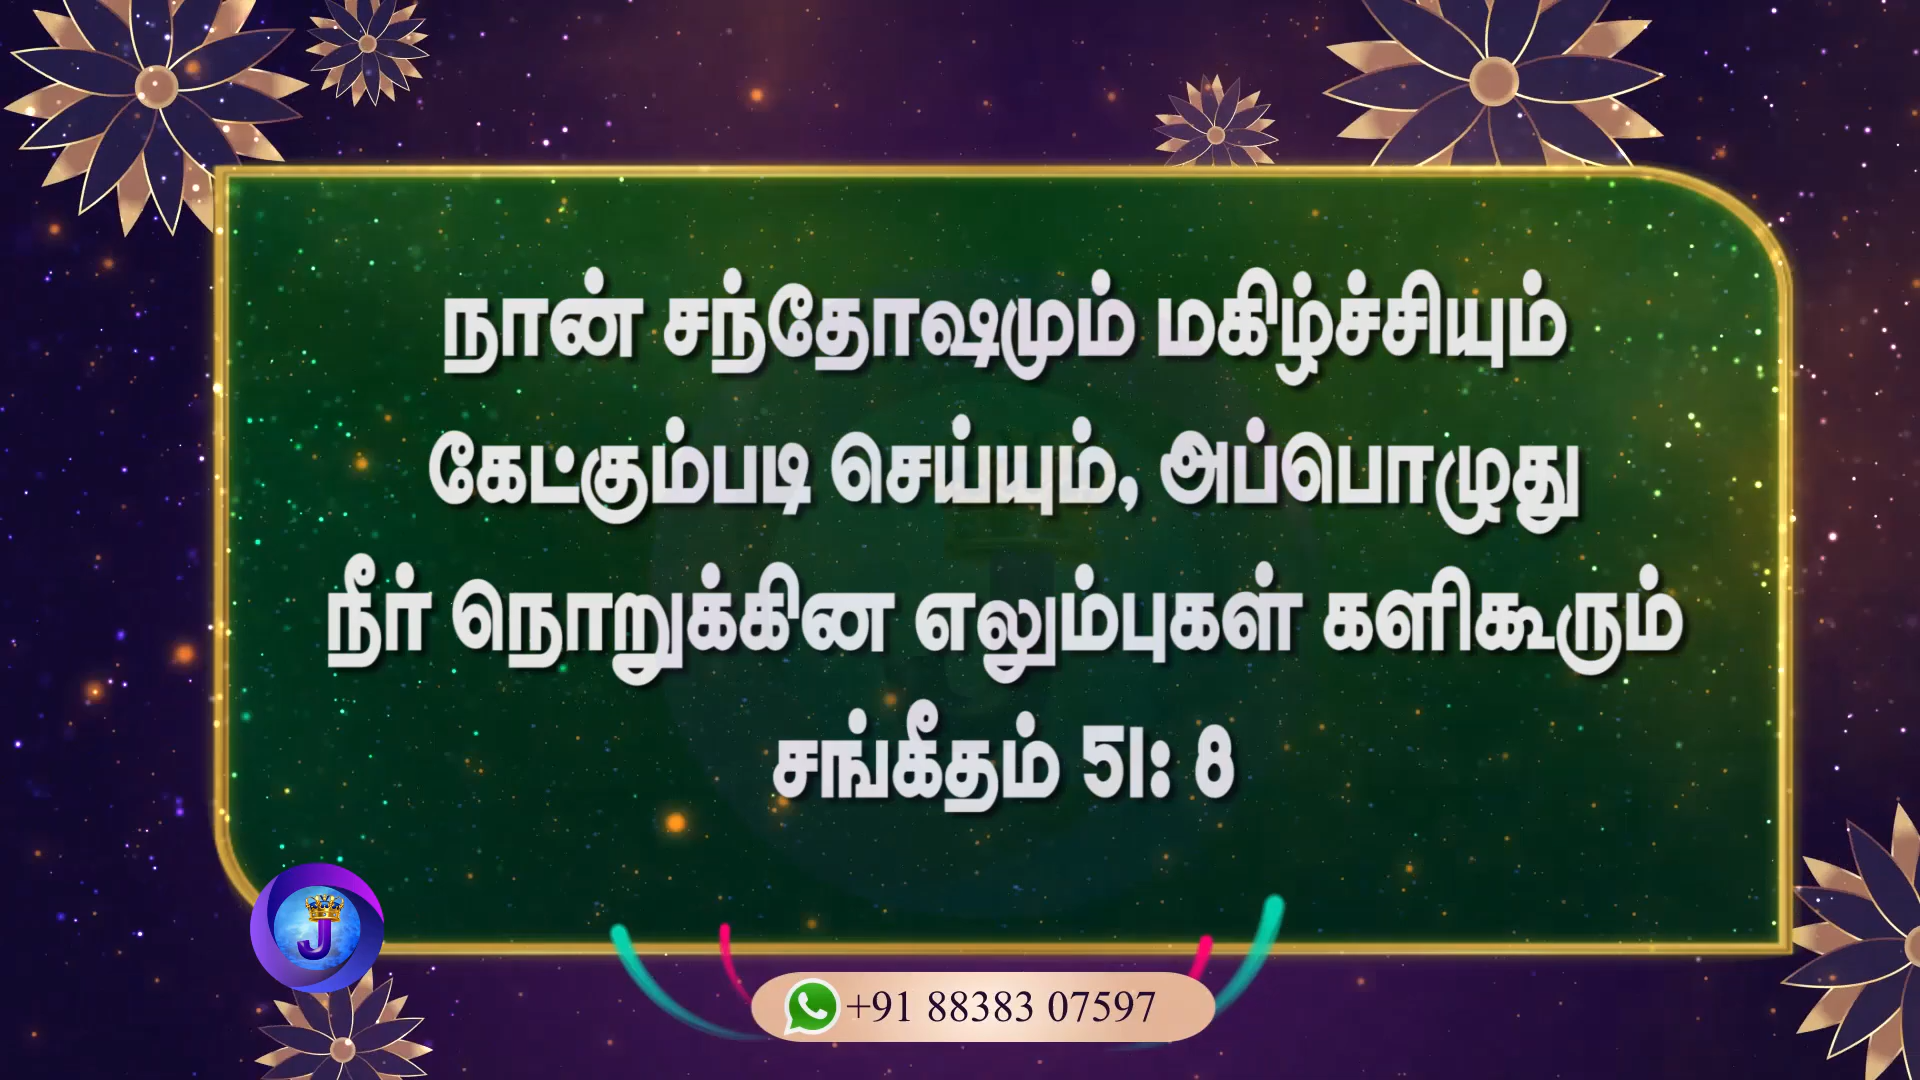 நான் சந்தோஷமும் மகிழ்ச்சியும்
கேட்கும்படி செய்யும், அப்பொழுது
நீர் நொறுக்கின எலும்புகள் களிகூரும்
சங்கீதம் 51: 8
J
+91 88383 07597